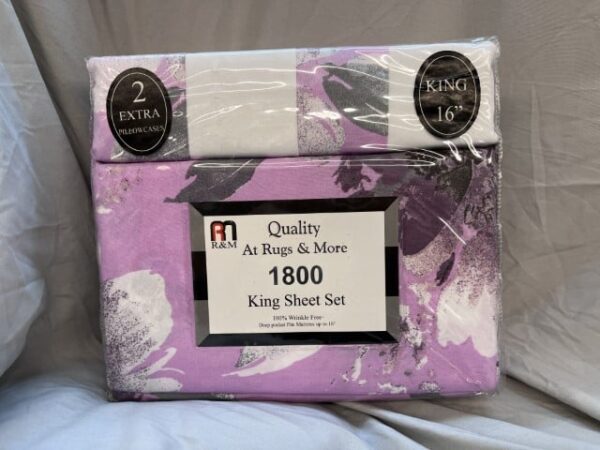 2
EXTRA
PILLOWCASES
KING
16"
R&M
Quality
At Rugs & More
1800
King Sheet Set
100% Wrinkle Free~
Deep pocket Fits Mattress up to 16"